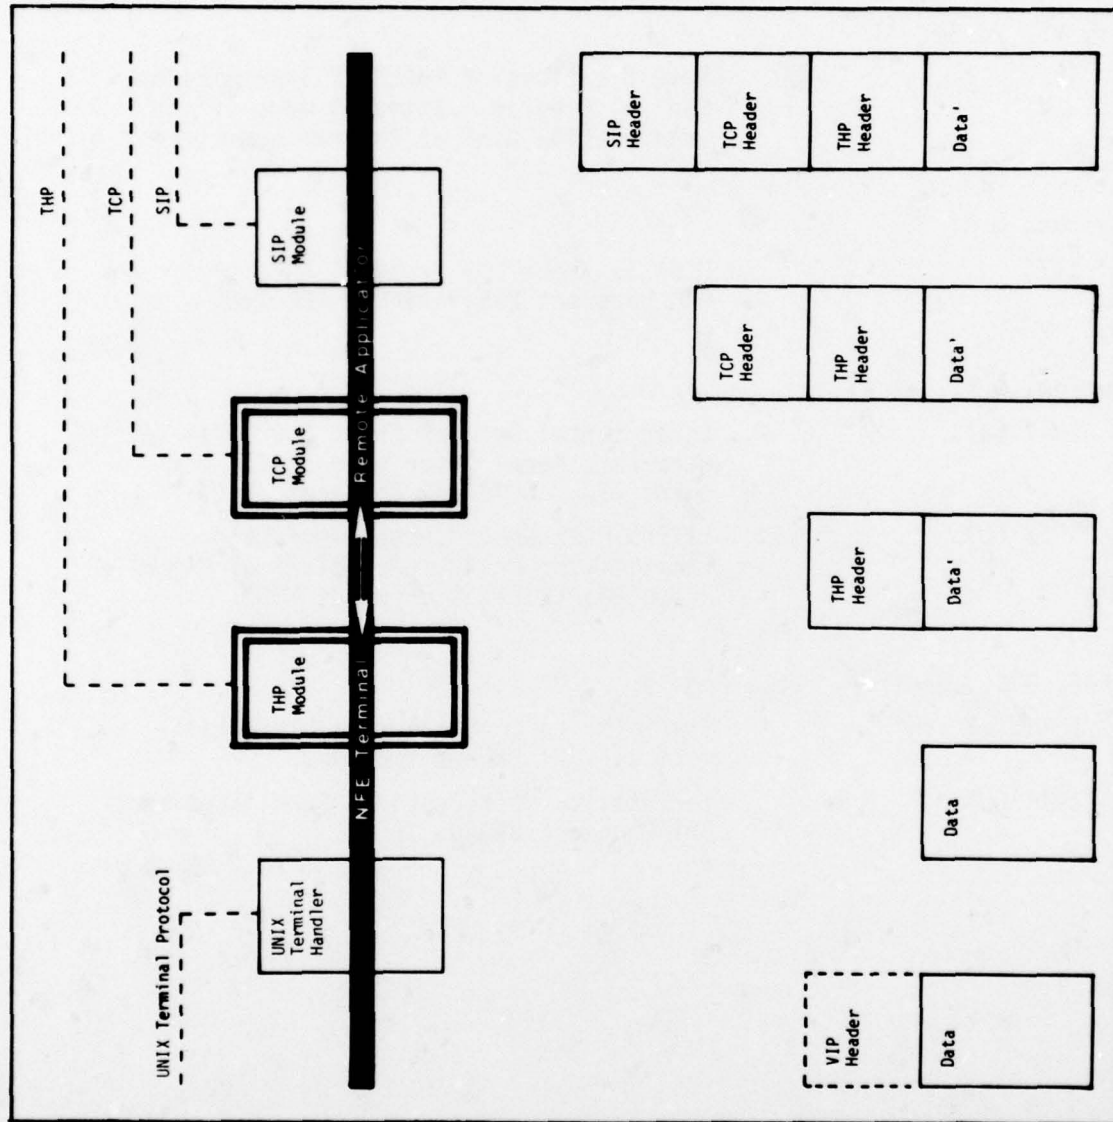 THP
TCP
SIP
UNIX Terminal Protocol
UNIX
Terminal
Handler
THP
Module
TCP
Module
SIP
Module
NFE Terminal
Remote Application
VIP
Header
Data
Data
THP
Header
Data'
TCP
Header
THP
Header
Data'
SIP
Header
TCP
Header
THP
Header
Data'